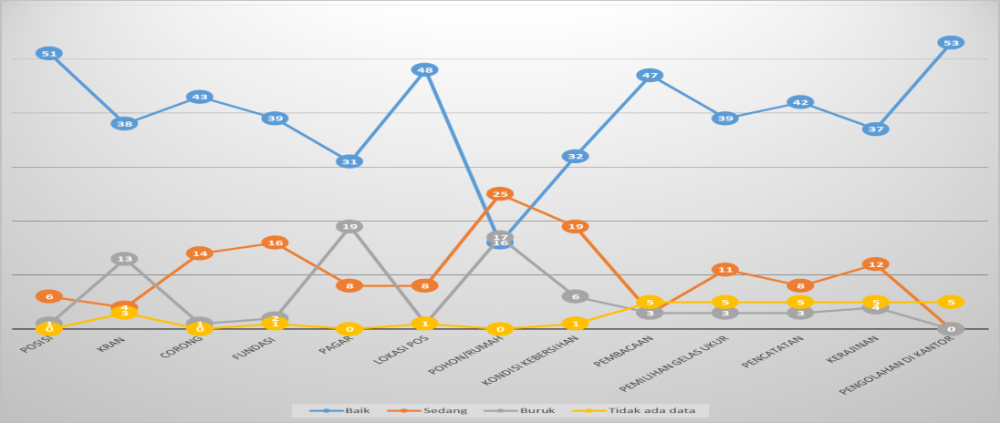 51 38 43 39 31 48 16 32 47 39 42 37 53
6 4 14 16 8 8 25 19 11 8 12
1 13 1 2 19 17 6 3 3 3 4 0
0 3 0 1 0 1 0 1 5 5 5 5 5
POSISI
KRAN
CORONG
FUNDASI
PAGAR
LOKASI POS
POHON/RUMAH
KONDISI KEBERSIHAN
PEMBACAAN
PEMILIHAN GELAS UKUR
PENCATATAN
KERAJINAN
PENGOLAHAN DI KANTOR
Baik Sedang Buruk Tidak ada data